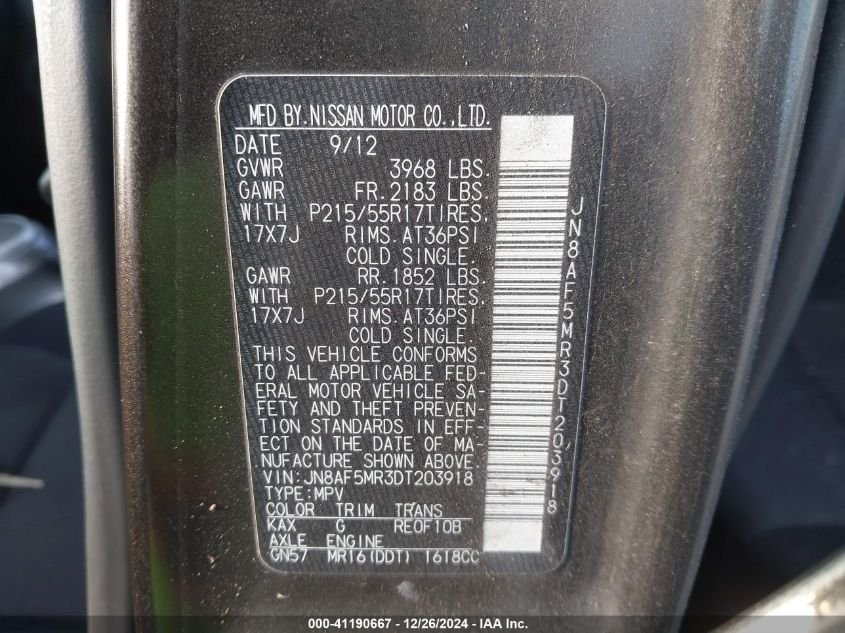 MFD BY.NISSAN MOTOR CO.,LTD.
DATE 9/12
GVWR 3968 LBS.
GAWR FR.2183 LBS.
WITH P215/55R17TIRES.
17X7J RIMS.AT36PSI
COLD SINGLE.
GAWR RR.1852 LBS.
WITH P215/55R17TIRES.
17X7J RIMS.AT36PSI
COLD SINGLE.
THIS VEHICLE CONFORMS
TO ALL APPLICABLE FED-
ERAL MOTOR VEHICLE SA-
FETY AND THEFT PREVEN-
TION STANDARDS IN EFF-
ECT ON THE DATE OF MA-
NUFACTURE SHOWN ABOVE.
VIN:JN8AF5MR3DT203918
TYPE:MPV
COLOR TRIM TRANS
KAX G RE0F10B
AXLE ENGINE
GN57 MR16(DDT) 1618CC
JN8AF5MR3DT203918
000-41190667 - 12/26/2024 - IAA Inc.